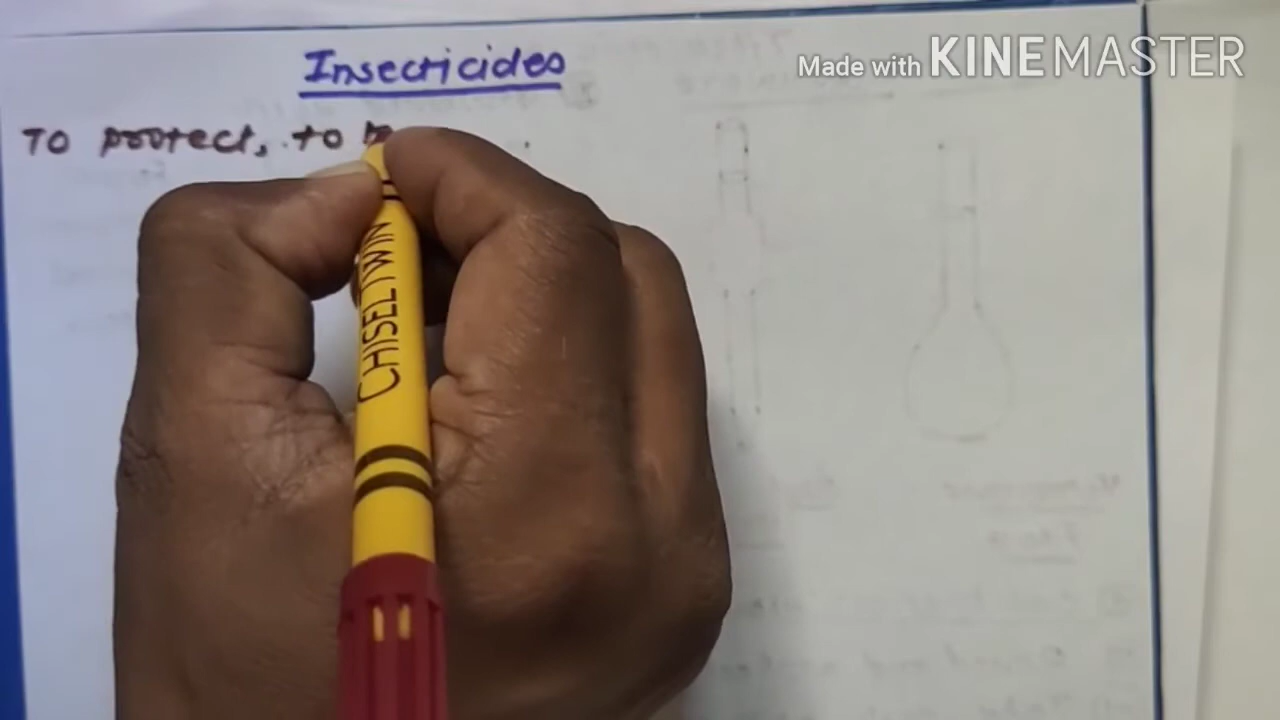 Insecticides
Made with KINEMASTER
To protect, to
CHISEL TWIN